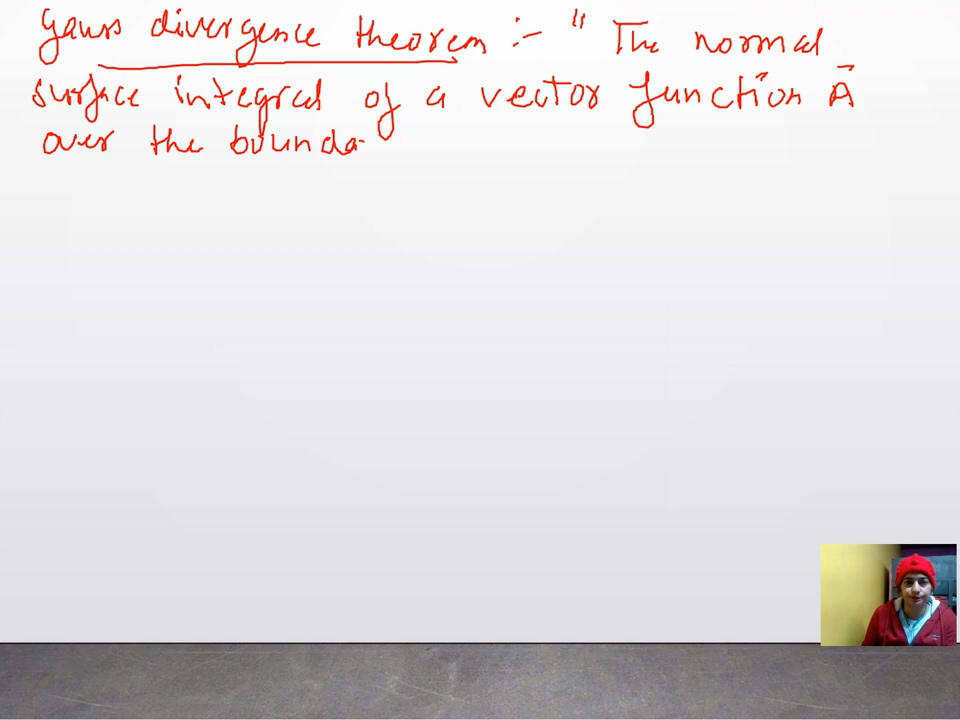 Gauss divergence theorem :- " The normal
surface integral of a vector function A⃗
over the bounda